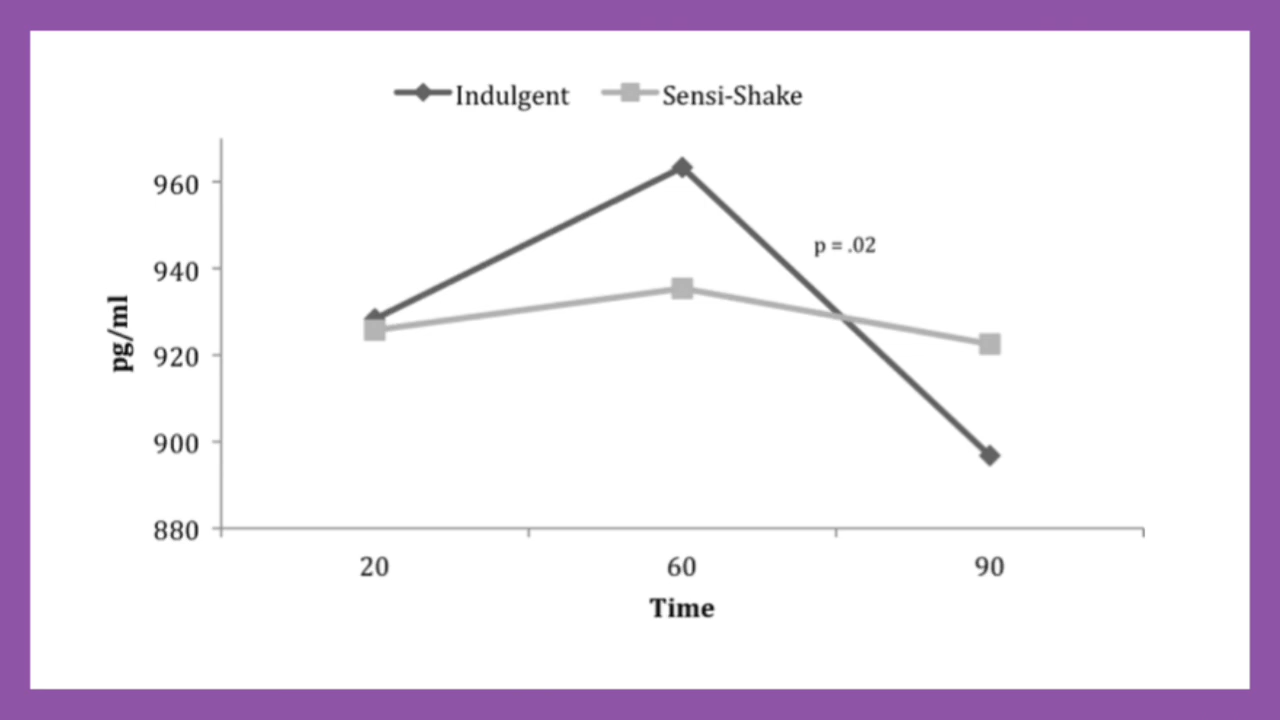 Indulgent Sensi-Shake
960
940
920
900
880
pg/ml
p = .02
20 60 90
Time